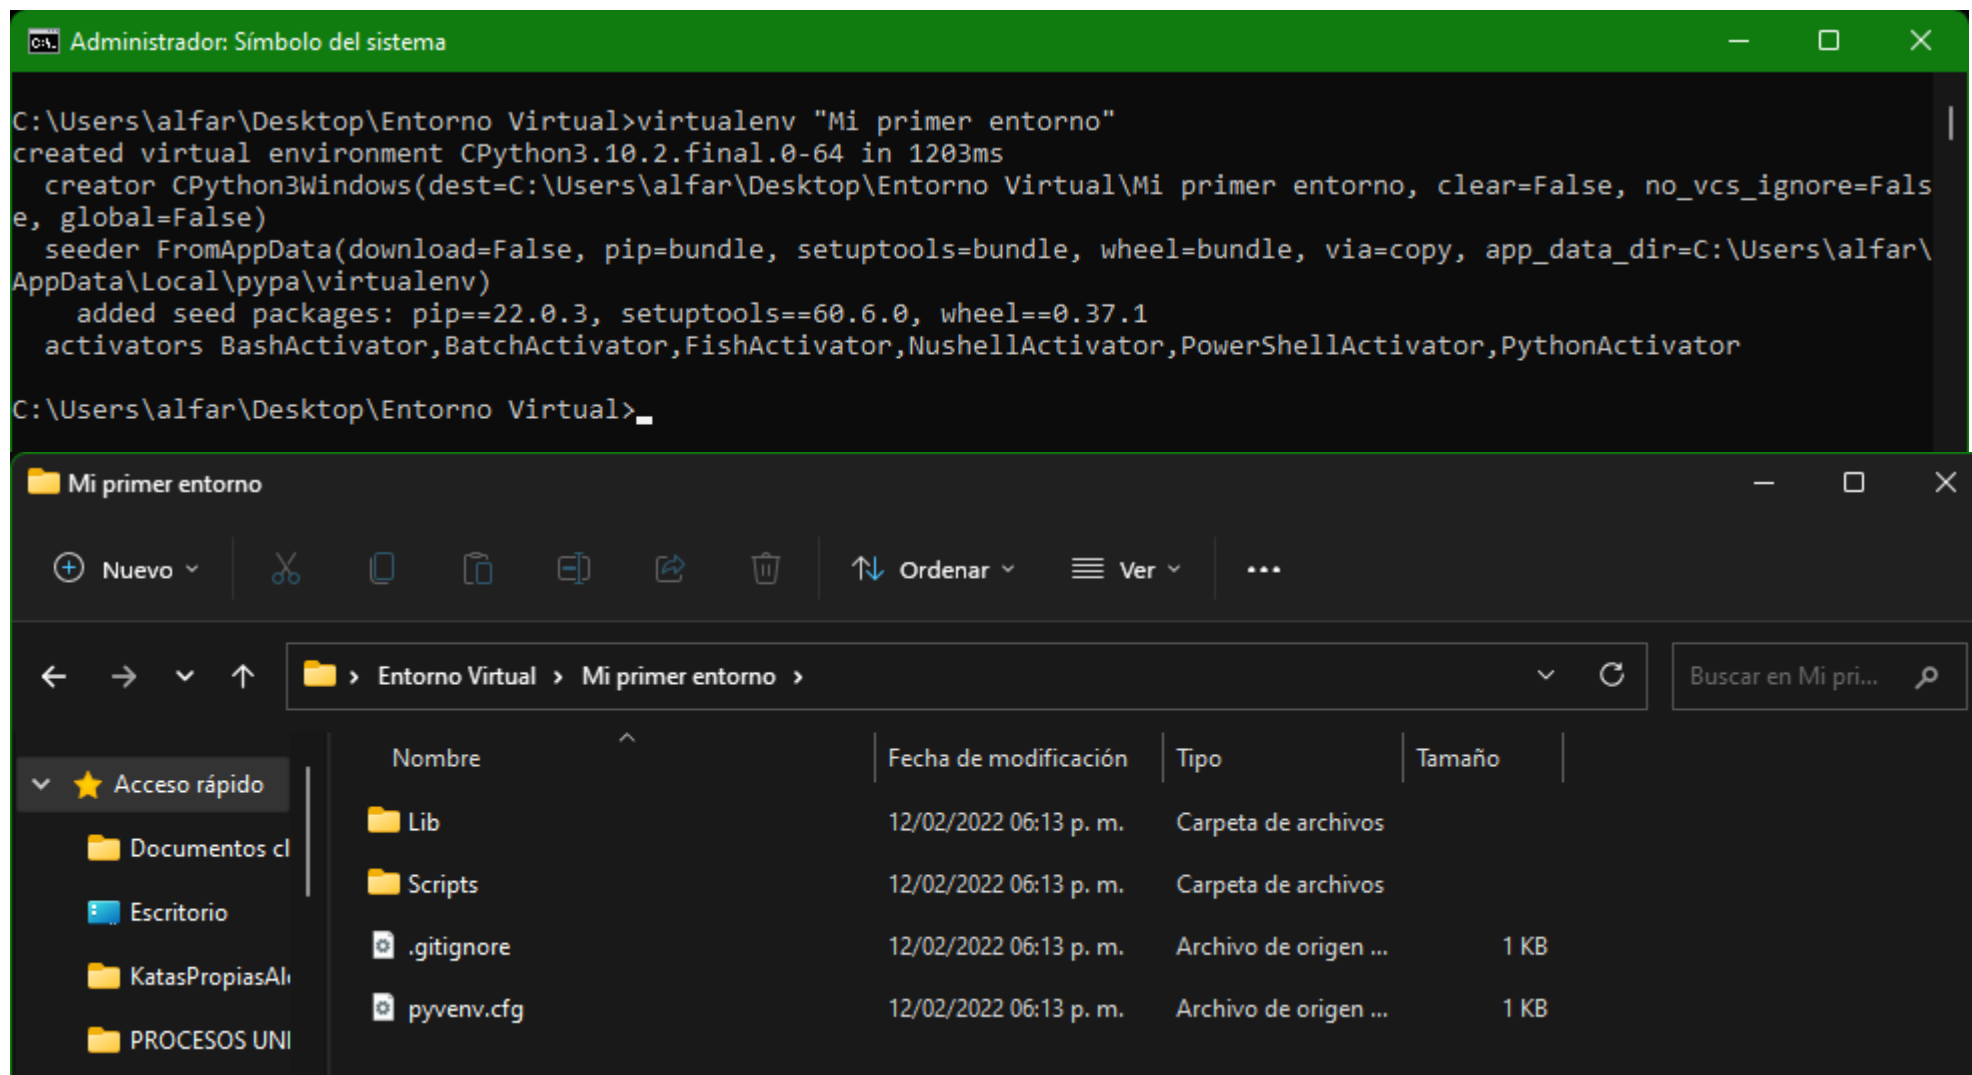 Administrador: Símbolo del sistema
C:\Users\alfar\Desktop\Entorno Virtual>virtualenv "Mi primer entorno"
created virtual environment CPython3.10.2.final.0-64 in 1203ms
  creator CPython3Windows(dest=C:\Users\alfar\Desktop\Entorno Virtual\Mi primer entorno, clear=False, no_vcs_ignore=Fals
e, global=False)
  seeder FromAppData(download=False, pip=bundle, setuptools=bundle, wheel=bundle, via=copy, app_data_dir=C:\Users\alfar\
AppData\Local\pypa\virtualenv)
    added seed packages: pip==22.0.3, setuptools==60.6.0, wheel==0.37.1
  activators BashActivator,BatchActivator,FishActivator,NushellActivator,PowerShellActivator,PythonActivator
C:\Users\alfar\Desktop\Entorno Virtual>
Mi primer entorno
Nuevo Ordenar Ver
Entorno Virtual > Mi primer entorno > Buscar en Mi pri...
Nombre Fecha de modificación Tipo Tamaño
Acceso rápido
Lib 12/02/2022 06:13 p. m. Carpeta de archivos
Documentos cl
Scripts 12/02/2022 06:13 p. m. Carpeta de archivos
Escritorio
.gitignore 12/02/2022 06:13 p. m. Archivo de origen ... 1 KB
KatasPropiasAl
pyvenv.cfg 12/02/2022 06:13 p. m. Archivo de origen ... 1 KB
PROCESOS UNI